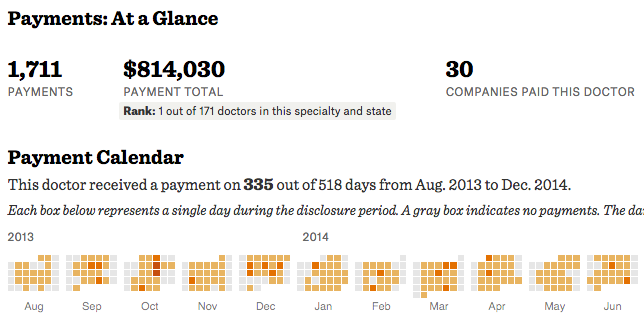 Payments: At a Glance
1,711 $814,030 30
PAYMENTS PAYMENT TOTAL COMPANIES PAID THIS DOCTOR
Rank: 1 out of 171 doctors in this specialty and state
Payment Calendar
This doctor received a payment on 335 out of 518 days from Aug. 2013 to Dec. 2014.
Each box below represents a single day during the disclosure period. A gray box indicates no payments. The da
2013 2014
Aug Sep Oct Nov Dec Jan Feb Mar Apr May Jun